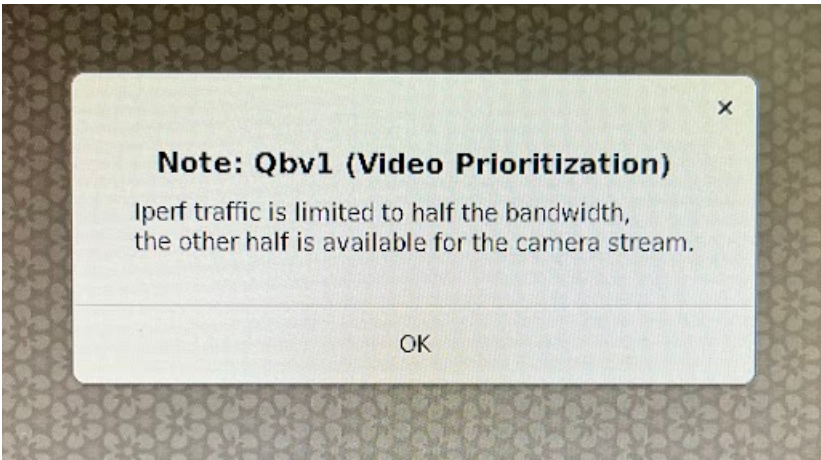 ×
Note: Qbv1 (Video Prioritization)
Iperf traffic is limited to half the bandwidth,
the other half is available for the camera stream.
OK